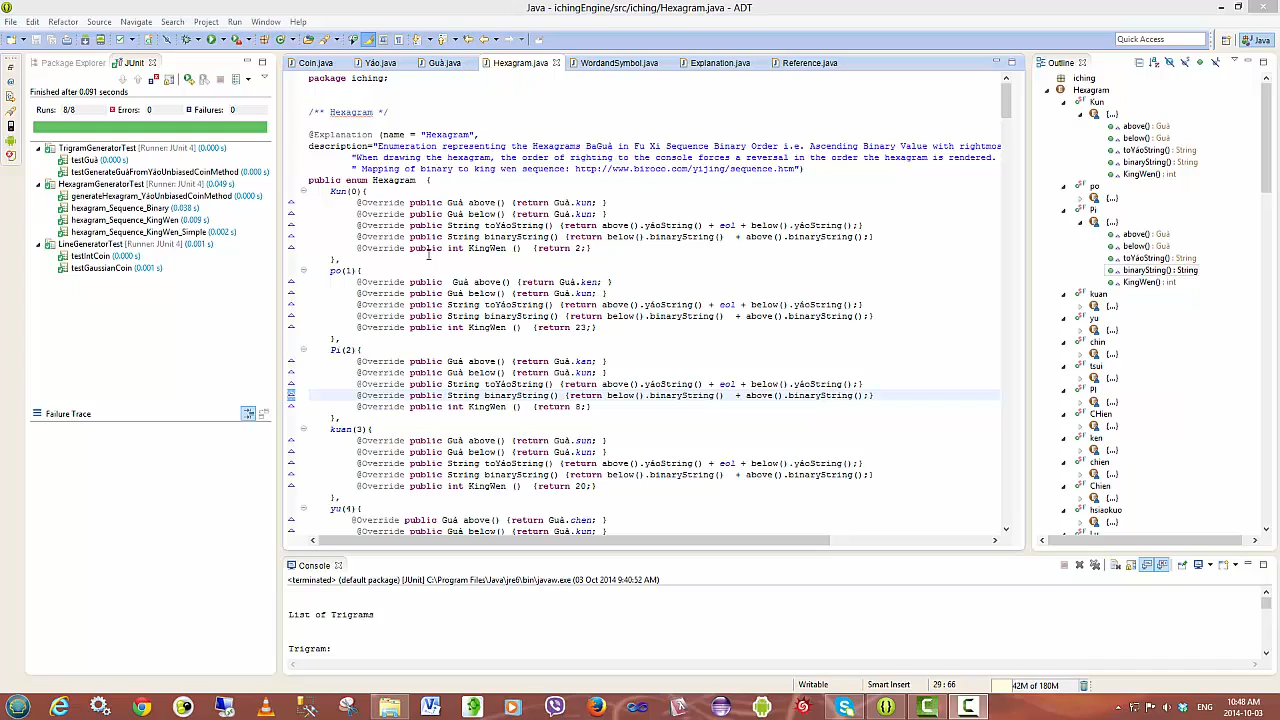 Java - ichingEngine/src/iching/Hexagram.java - ADT
File Edit Refactor Source Navigate Search Project Run Window Help
Quick Access
Java
Package Explorer
JUnit
Finished after 0.091 seconds
Runs: 8/8
Errors: 0
Failures: 0
TrigramGeneratorTest [Runner: JUnit 4] (0.000 s)
testGuà (0.000 s)
testGenerateGuàFromYáoUnbiasedCoinMethod
HexagramGeneratorTest [Runner: JUnit 4] (0.049 s)
generateHexagram_YáoUnbiasedCoinMethod
hexagram_Sequence_Binary (0.038 s)
hexagram_Sequence_KingWen (0.009 s)
hexagram_Sequence_KingWen_Simple (0.002 s)
LineGeneratorTest [Runner: JUnit 4] (0.001 s)
testIntCoin (0.000 s)
testGaussianCoin (0.001 s)
Failure Trace
Coin.java
Yáo.java
Guà.java
Hexagram.java
WordandSymbol.java
Explanation.java
Reference.java
package iching;
/** Hexagram */
@Explanation (name = "Hexagram",
description="Enumeration representing the Hexagrams BaGuà in Fu Xi Sequence Binary Order i.e. Ascending Binary Value with rightmos
"When drawing the hexagram, the order of righting to the console forces a reversal in the order the hexagram is rendered.
" Mapping of binary to king wen sequence: http://www.biroco.com/yijing/sequence.htm")
public enum Hexagram {
Kun(0){
@Override public Guà above() {return Guà.kun; }
@Override public Guà below() {return Guà.kun; }
@Override public String toYáoString() {return above().yáoString() + eol + below().yáoString();}
@Override public String binaryString() {return below().binaryString() + above().binaryString();}
@Override public int KingWen () {return 2;}
},
po(1){
@Override public Guà above() {return Guà.ken; }
@Override public Guà below() {return Guà.kun; }
@Override public String toYáoString() {return above().yáoString() + eol + below().yáoString();}
@Override public String binaryString() {return below().binaryString() + above().binaryString();}
@Override public int KingWen () {return 23;}
},
Pi(2){
@Override public Guà above() {return Guà.kan; }
@Override public Guà below() {return Guà.kun; }
@Override public String toYáoString() {return above().yáoString() + eol + below().yáoString();}
@Override public String binaryString() {return below().binaryString() + above().binaryString();}
@Override public int KingWen () {return 8;}
},
kuan(3){
@Override public Guà above() {return Guà.sun; }
@Override public Guà below() {return Guà.kun; }
@Override public String toYáoString() {return above().yáoString() + eol + below().yáoString();}
@Override public String binaryString() {return below().binaryString() + above().binaryString();}
@Override public int KingWen () {return 20;}
},
yu(4){
@Override public Guà above() {return Guà.chen; }
@Override public Guà below() {return Guà.kun; }
Outline
iching
Hexagram
Kun
{...}
above() : Guà
below() : Guà
toYáoString() : String
binaryString() : String
KingWen() : int
po
{...}
Pi
{...}
above() : Guà
below() : Guà
toYáoString() : String
binaryString() : String
KingWen() : int
kuan
{...}
yu
{...}
chin
{...}
tsui
{...}
pi
{...}
CHien
{...}
ken
{...}
chien
{...}
Chien
{...}
hsiaokuo
{...}
Console
<terminated> (default package) [JUnit] C:\Program Files\Java\jre6\bin\javaw.exe (03 Oct 2014 9:40:52 AM)
List of Trigrams
Trigram:
Writable
Smart Insert
29 : 66
42M of 180M
ENG
10:48 AM
2014-10-03